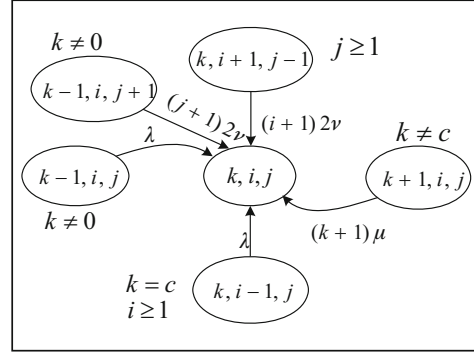 k ≠ 0
k − 1, i, j + 1
k, i + 1, j − 1
j ≥ 1
(j + 1) 2ν
(i + 1) 2ν
λ
k ≠ c
k − 1, i, j
k, i, j
k + 1, i, j
k ≠ 0
(k + 1) μ
λ
k = c
i ≥ 1
k, i − 1, j